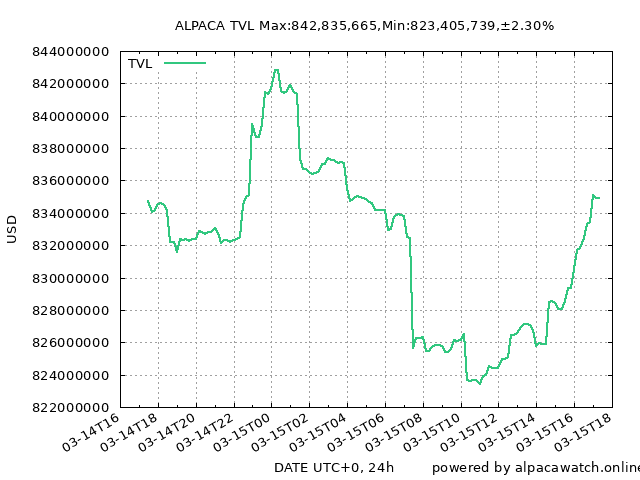 ALPACA TVL Max:842,835,665,Min:823,405,739,±2.30%
TVL
USD
844000000
842000000
840000000
838000000
836000000
834000000
832000000
830000000
828000000
826000000
824000000
822000000
03-14T16
03-14T18
03-14T20
03-14T22
03-15T00
03-15T02
03-15T04
03-15T06
03-15T08
03-15T10
03-15T12
03-15T14
03-15T16
03-15T18
DATE UTC+0, 24h
powered by alpacawatch.online